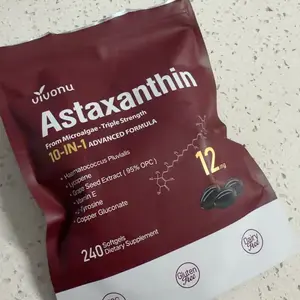 vivonu
Astaxanthin
From Microalgae - Triple Strength
10-IN-1 ADVANCED FORMULA
• Haematococcus Pluvialis
• Lycopene
• Grape Seed Extract ( 95% OPC )
• Vitamin E
• L-Tyrosine
• Copper Gluconate
12mg
240 Softgels
Dietary Supplement
Gluten Free
Dairy Free